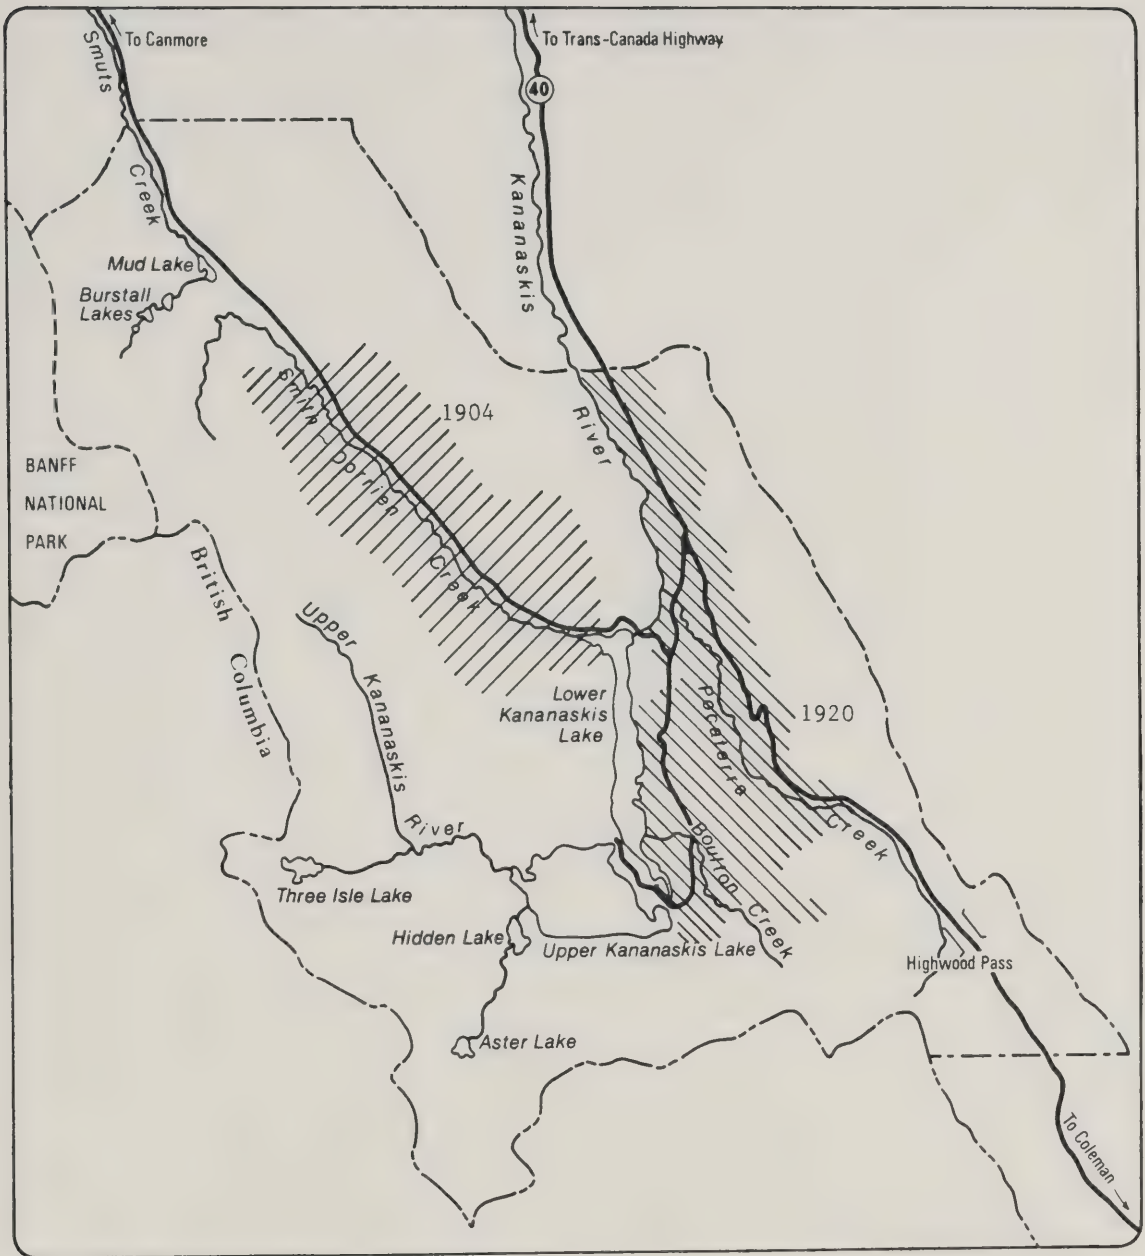 To Canmore
To Trans-Canada Highway
Smuts
Creek
40
Kananaskis
River
Mud Lake
Burstall
Lakes
1904
Smith-Dorrien
Creek
BANFF
NATIONAL
PARK
British
Columbia
Upper
Kananaskis
River
Lower
Kananaskis
Lake
Pocaterra
Creek
1920
Boulton Creek
Three Isle Lake
Hidden Lake
Upper Kananaskis Lake
Highwood Pass
Aster Lake
To Coleman